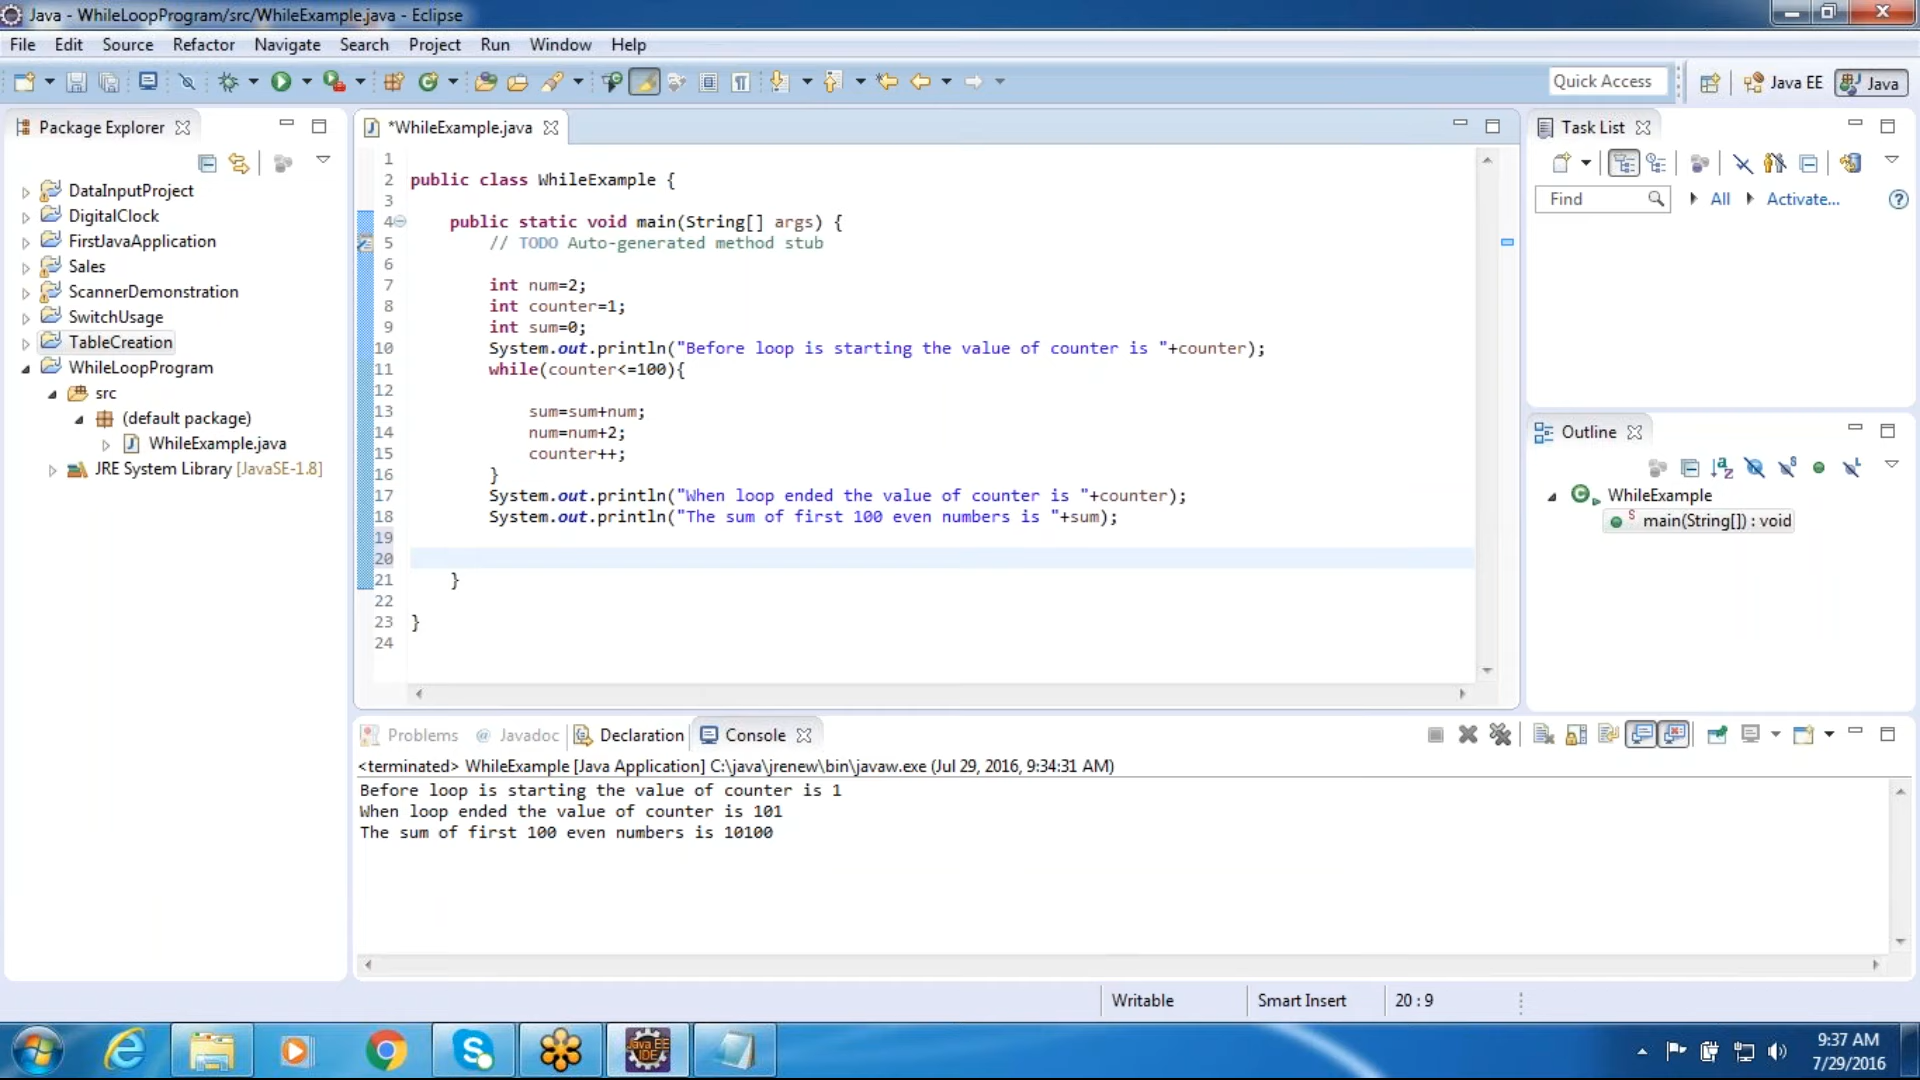 Java - WhileLoopProgram/src/WhileExample.java - Eclipse
File Edit Source Refactor Navigate Search Project Run Window Help
Quick Access
Java EE
Java
Package Explorer
DataInputProject
DigitalClock
FirstJavaApplication
Sales
ScannerDemonstration
SwitchUsage
TableCreation
WhileLoopProgram
src
(default package)
WhileExample.java
JRE System Library [JavaSE-1.8]
*WhileExample.java
1
2 public class WhileExample {
3
4 public static void main(String[] args) {
5 // TODO Auto-generated method stub
6
7 int num=2;
8 int counter=1;
9 int sum=0;
10 System.out.println("Before loop is starting the value of counter is "+counter);
11 while(counter<=100){
12
13 sum=sum+num;
14 num=num+2;
15 counter++;
16 }
17 System.out.println("When loop ended the value of counter is "+counter);
18 System.out.println("The sum of first 100 even numbers is "+sum);
19
20
21 }
22
23 }
24
Task List
Find
All
Activate...
Outline
WhileExample
main(String[]) : void
Problems @ Javadoc Declaration Console
<terminated> WhileExample [Java Application] C:\java\jrenew\bin\javaw.exe (Jul 29, 2016, 9:34:31 AM)
Before loop is starting the value of counter is 1
When loop ended the value of counter is 101
The sum of first 100 even numbers is 10100
Writable
Smart Insert
20 : 9
Java EE
IDE
9:37 AM
7/29/2016